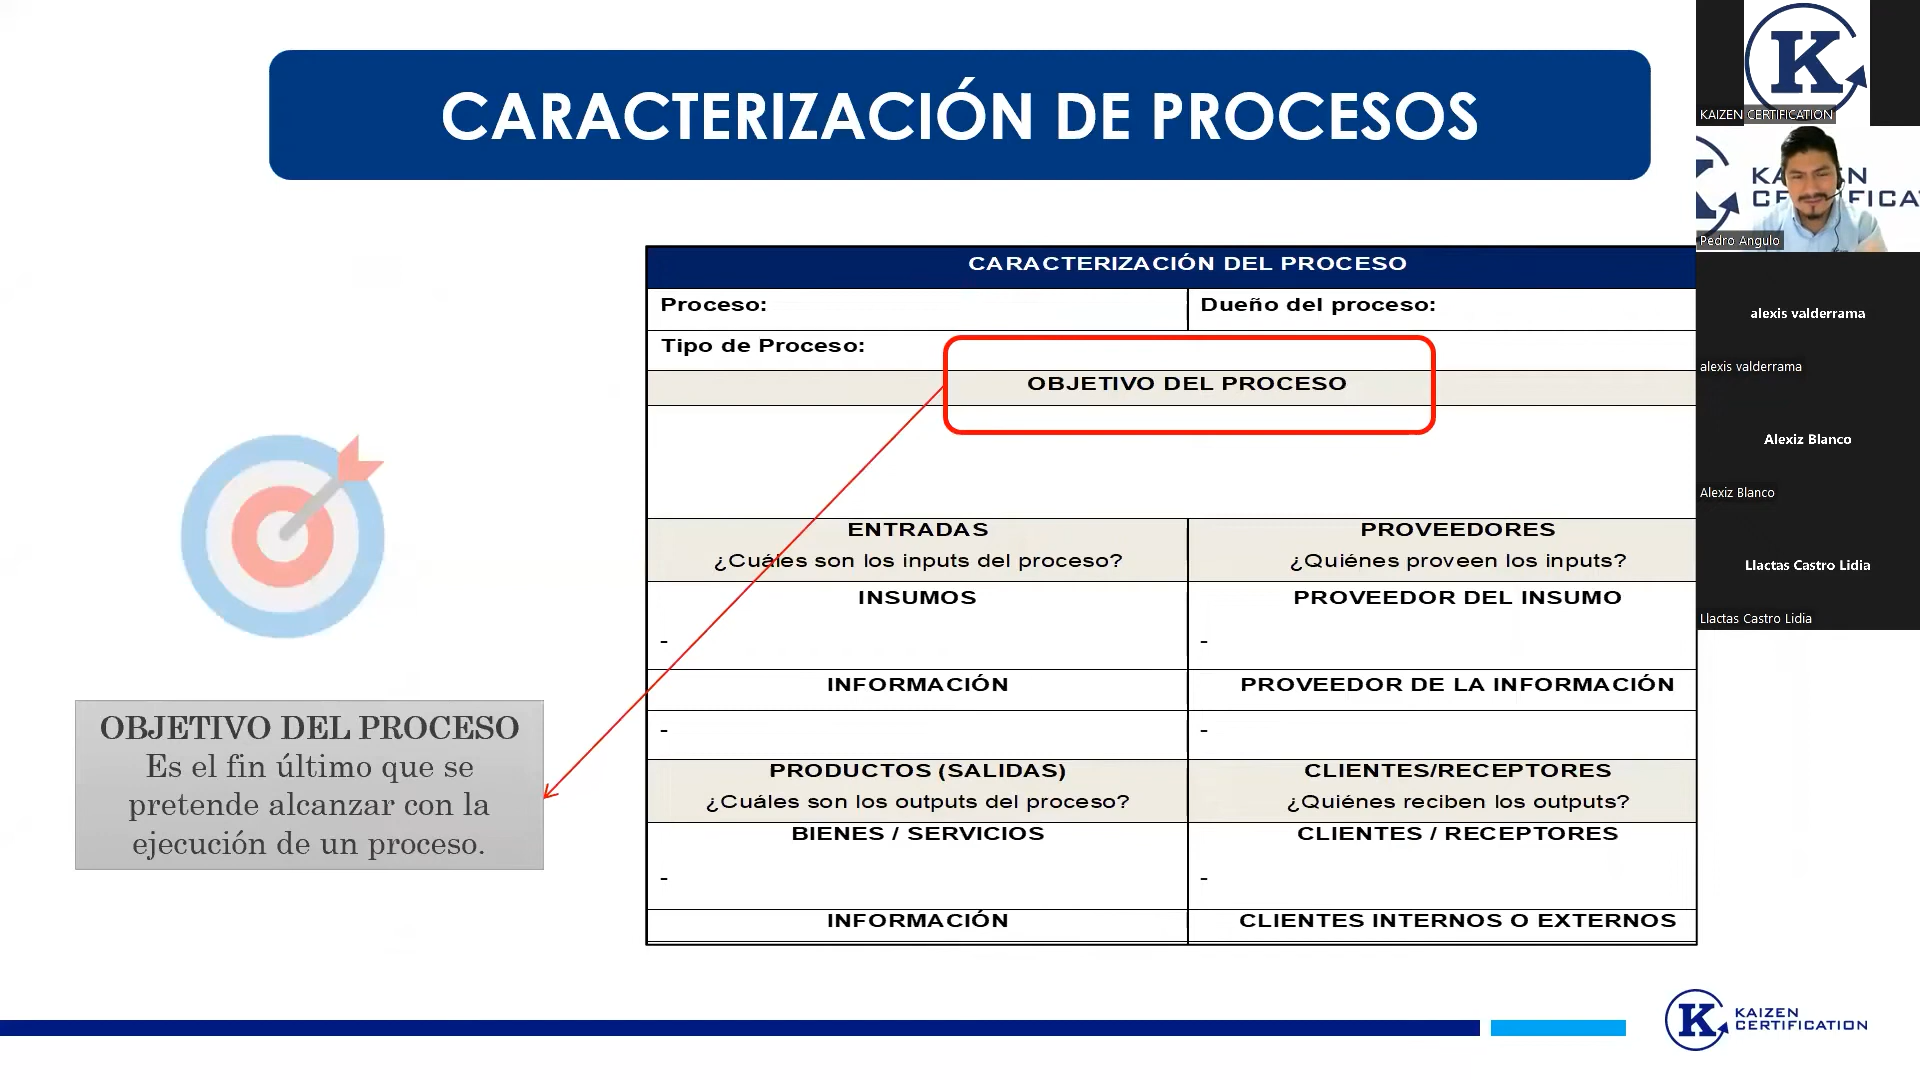 CARACTERIZACIÓN DE PROCESOS
CARACTERIZACIÓN DEL PROCESO
Proceso:
Dueño del proceso:
Tipo de Proceso:
OBJETIVO DEL PROCESO
ENTRADAS
¿Cuáles son los inputs del proceso?
PROVEEDORES
¿Quiénes proveen los inputs?
INSUMOS
-
PROVEEDOR DEL INSUMO
-
INFORMACIÓN
PROVEEDOR DE LA INFORMACIÓN
-
-
PRODUCTOS (SALIDAS)
¿Cuáles son los outputs del proceso?
CLIENTES/RECEPTORES
¿Quiénes reciben los outputs?
BIENES / SERVICIOS
-
CLIENTES / RECEPTORES
-
INFORMACIÓN
CLIENTES INTERNOS O EXTERNOS
OBJETIVO DEL PROCESO
Es el fin último que se
pretende alcanzar con la
ejecución de un proceso.
K
KAIZEN CERTIFICATION
Pedro Angulo
alexis valderrama
alexis valderrama
Alexiz Blanco
Alexiz Blanco
Llactas Castro Lidia
Llactas Castro Lidia
K
KAIZEN
CERTIFICATION